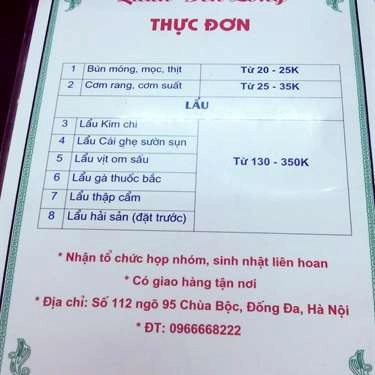 THỰC ĐƠN
1 Bún móng, mọc, thịt Từ 20 - 25K
2 Cơm rang, cơm suất Từ 25 - 35K
LẨU
3 Lẩu Kim chi
4 Lẩu Cái ghẹ sườn sụn
5 Lẩu vịt om sấu
Từ 130 - 350K
6 Lẩu gà thuốc bắc
7 Lẩu thập cẩm
8 Lẩu hải sản (đặt trước)
* Nhận tổ chức họp nhóm, sinh nhật liên hoan
* Có giao hàng tận nơi
* Địa chỉ: Số 112 ngõ 95 Chùa Bộc, Đống Đa, Hà Nội
* ĐT: 0966668222